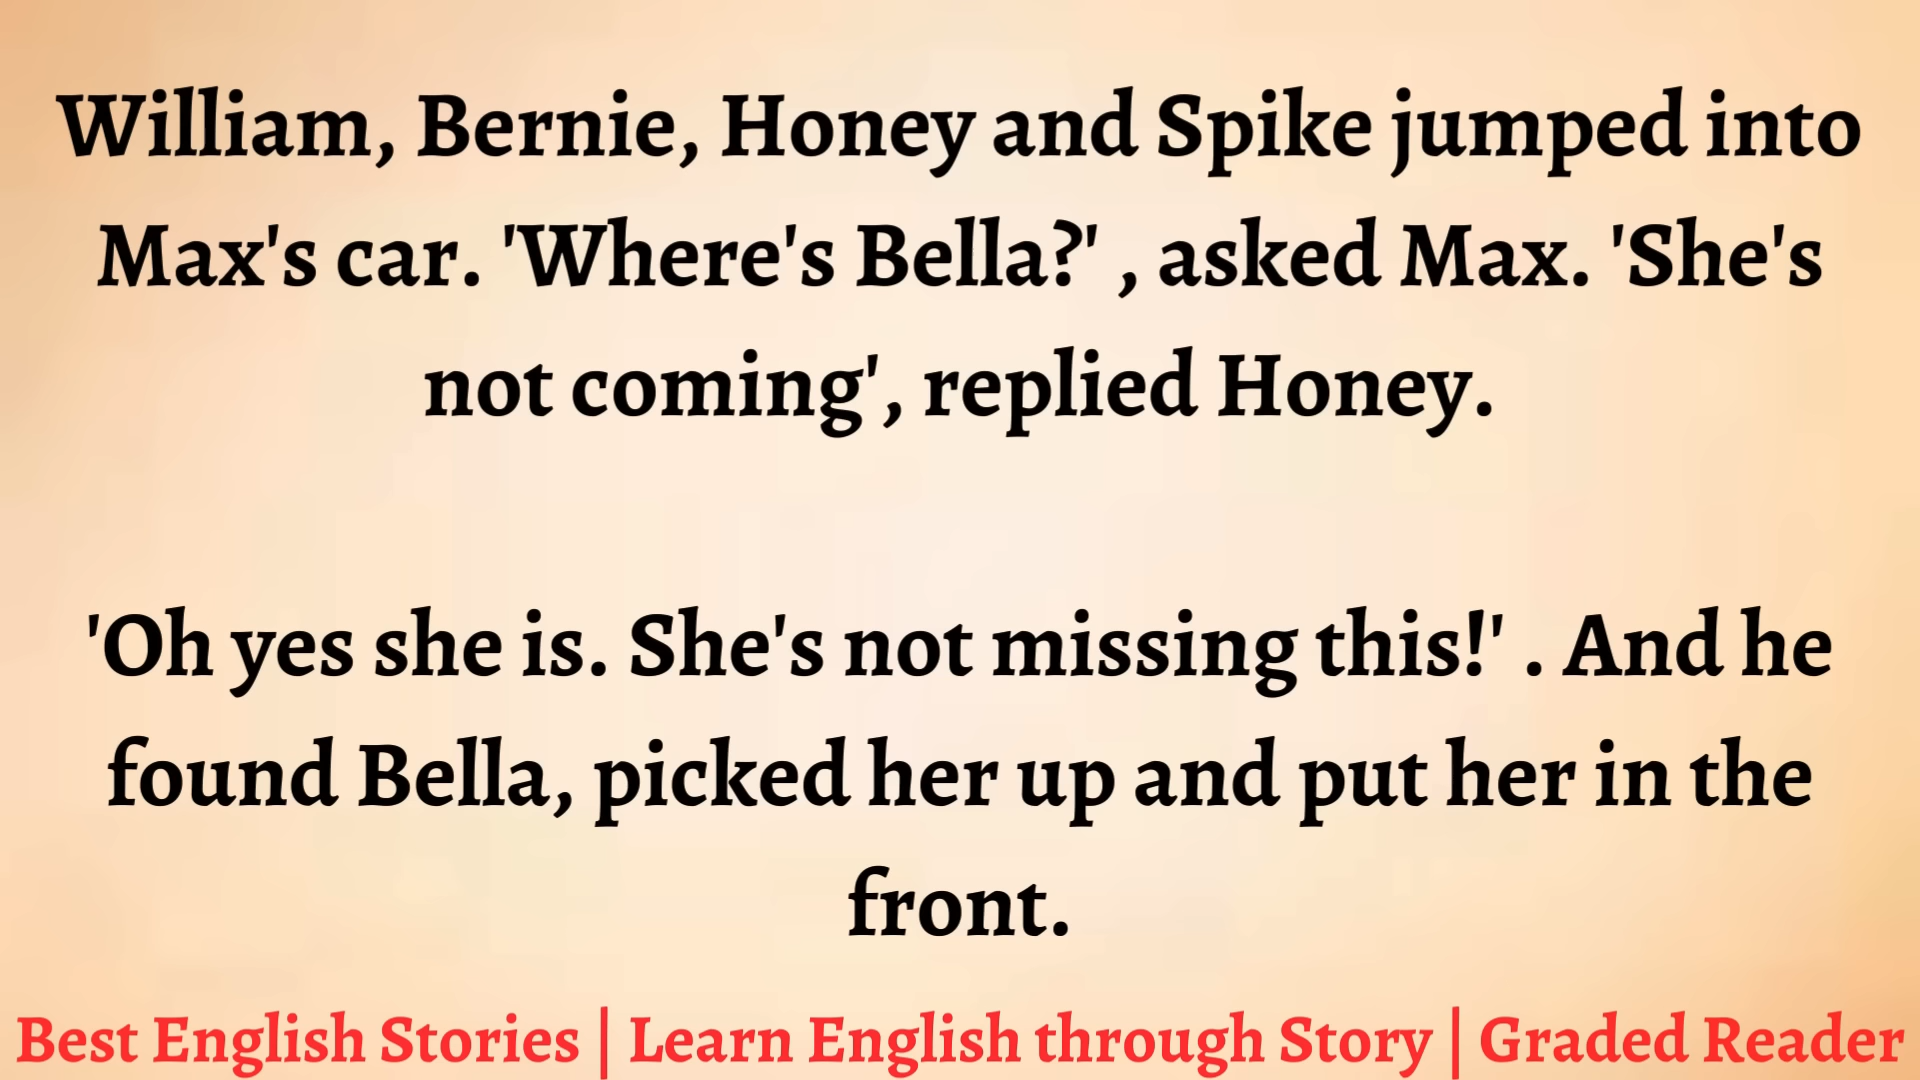 William, Bernie, Honey and Spike jumped into
Max's car. 'Where's Bella?' , asked Max. 'She's
not coming', replied Honey.
'Oh yes she is. She's not missing this!' . And he
found Bella, picked her up and put her in the
front.
Best English Stories | Learn English through Story | Graded Reader